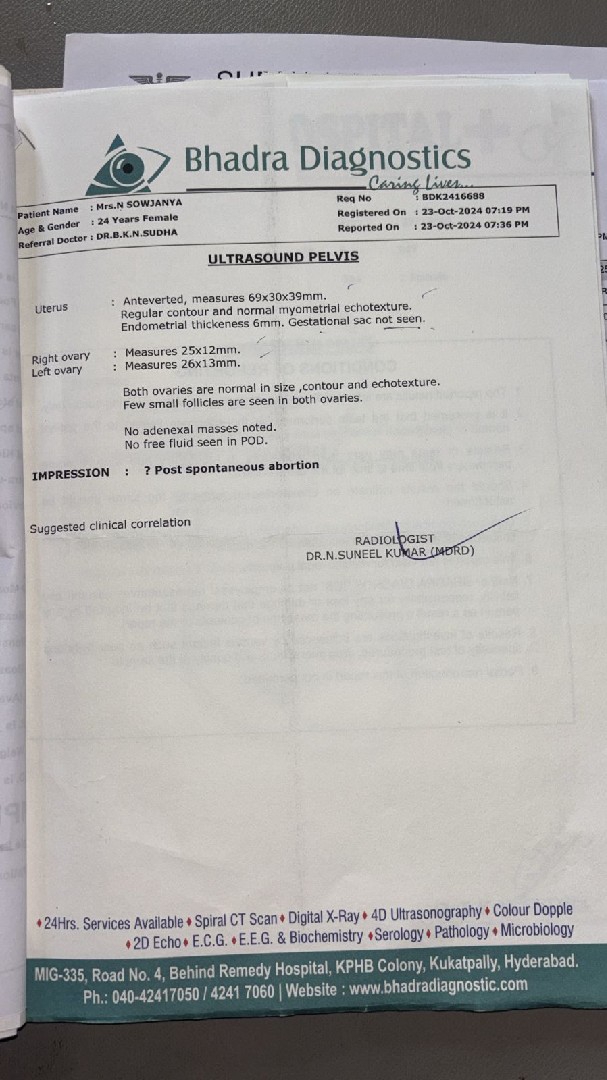 Bhadra Diagnostics
Caring Lives...
Patient Name : Mrs.N SOWJANYA
Age & Gender : 24 Years Female
Referral Doctor : DR.B.K.N.SUDHA
Req No : BDK2416688
Registered On : 23-Oct-2024 07:19 PM
Reported On : 23-Oct-2024 07:36 PM
ULTRASOUND PELVIS
Uterus : Anteverted, measures 69x30x39mm.
Regular contour and normal myometrial echotexture.
Endometrial thickeness 6mm. Gestational sac not seen.
Right ovary : Measures 25x12mm.
Left ovary : Measures 26x13mm.
Both ovaries are normal in size ,contour and echotexture.
Few small follicles are seen in both ovaries.
No adenexal masses noted.
No free fluid seen in POD.
IMPRESSION : ? Post spontaneous abortion
Suggested clinical correlation
RADIOLOGIST
DR.N.SUNEEL KUMAR (MDRD)
♦24Hrs. Services Available♦Spiral CT Scan♦Digital X-Ray♦4D Ultrasonography♦Colour Dopple
♦2D Echo♦E.C.G.♦E.E.G. & Biochemistry ♦Serology♦Pathology♦Microbiology
MIG-335, Road No. 4, Behind Remedy Hospital, KPHB Colony, Kukatpally, Hyderabad.
Ph.: 040-42417050 / 4241 7060 | Website : www.bhadradiagnostic.com